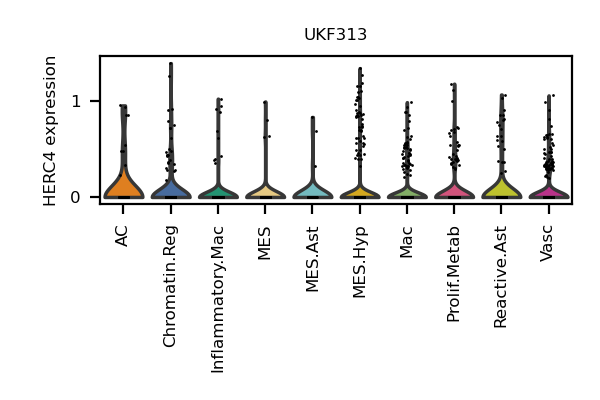 UKF313
HERC4 expression
1
0
AC
Chromatin.Reg
Inflammatory.Mac
MES
MES.Ast
MES.Hyp
Mac
Prolif.Metab
Reactive.Ast
Vasc